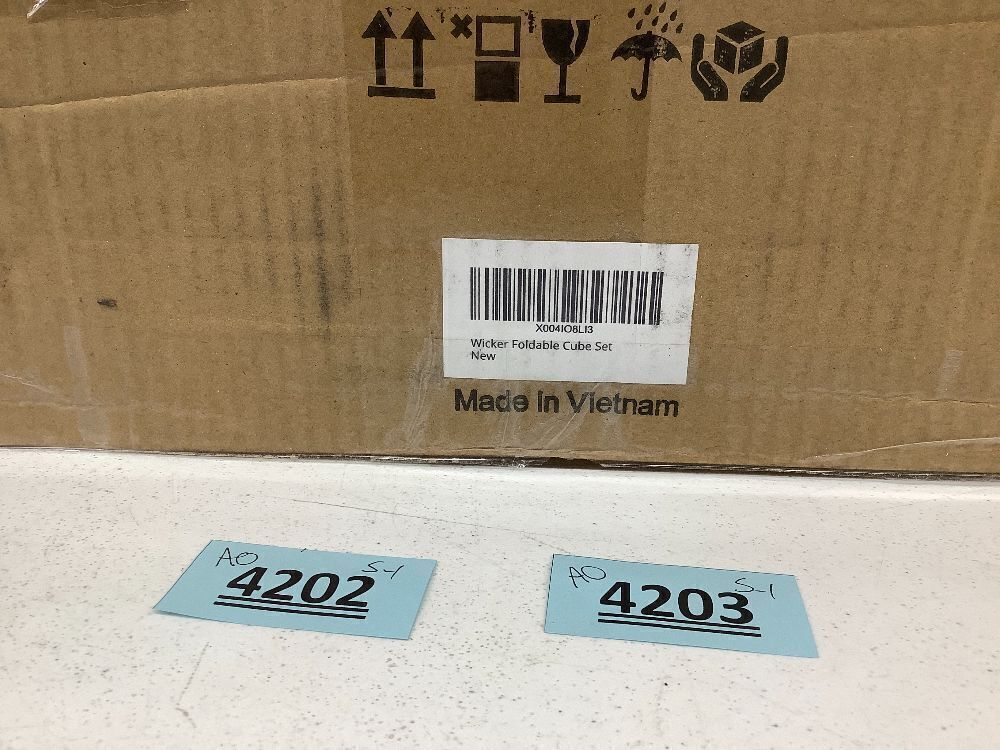 X004IO8LI3
Wicker Foldable Cube Set
New
Made in Vietnam
AO S-1
4202
AO S-1
4203